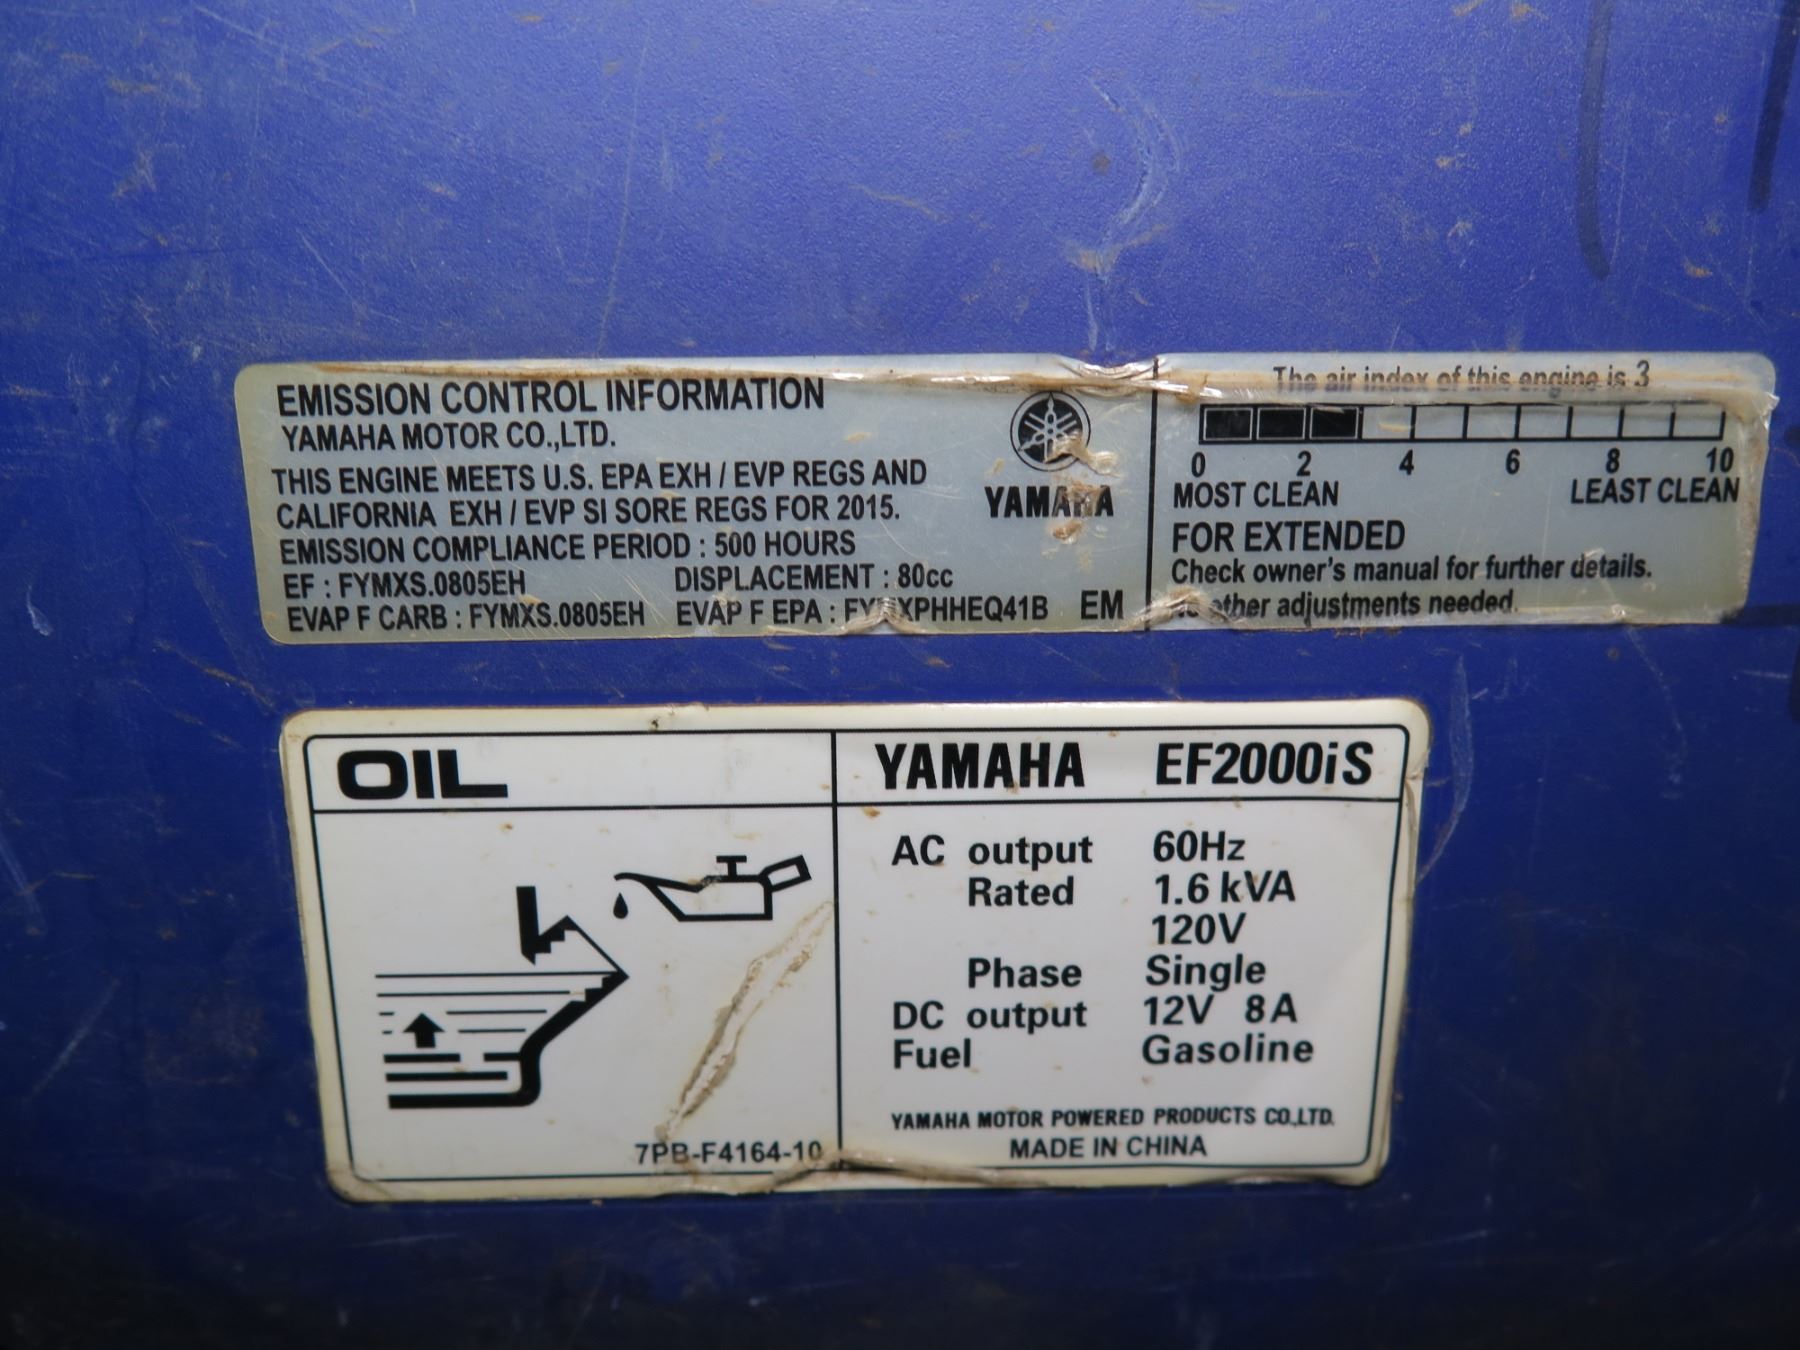 EMISSION CONTROL INFORMATION
YAMAHA MOTOR CO.,LTD.
THIS ENGINE MEETS U.S. EPA EXH / EVP REGS AND
CALIFORNIA EXH / EVP SI SORE REGS FOR 2015.
EMISSION COMPLIANCE PERIOD : 500 HOURS
EF : FYMXS.0805EH DISPLACEMENT : 80cc
EVAP F CARB : FYMXS.0805EH EVAP F EPA : EM
YAMAHA
The air index of this engine is 3
0 2 4 6 8 10
MOST CLEAN LEAST CLEAN
FOR EXTENDED
Check owner's manual for further details.
other adjustments needed.
OIL
7PB-F4164-10
YAMAHA EF2000iS
AC output 60Hz
Rated 1.6 kVA
120V
Phase Single
DC output 12V 8A
Fuel Gasoline
YAMAHA MOTOR POWERED PRODUCTS CO.,LTD.
MADE IN CHINA